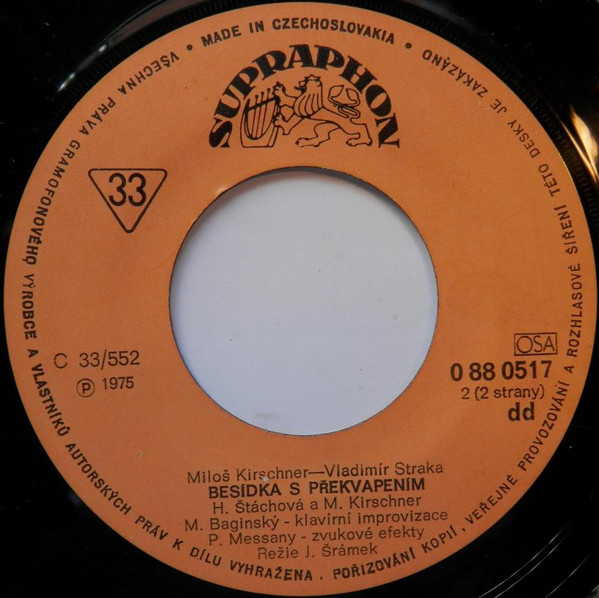 VŠECHNA PRÁVA GRAMOFONOVÉHO VÝROBCE A VLASTNÍKŮ AUTORSKÝCH PRÁV K DÍLU VYHRAŽENA. POŘIZOVÁNÍ KOPIÍ, VEŘEJNÉ PROVOZOVÁNÍ A ROZHLASOVÉ ŠÍŘENÍ TÉTO DESKY JE ZAKÁZÁNO • MADE IN CZECHOSLOVAKIA •
SUPRAPHON
33
C 33/552
Ⓟ 1975
OSA
0 88 0517
2 (2 strany)
dd
Miloš Kirschner—Vladimír Straka
BESÍDKA S PŘEKVAPENÍM
H. Štáchová a M. Kirschner
M. Baginský - klavírní improvizace
P. Messany - zvukové efekty
Režie J. Šrámek